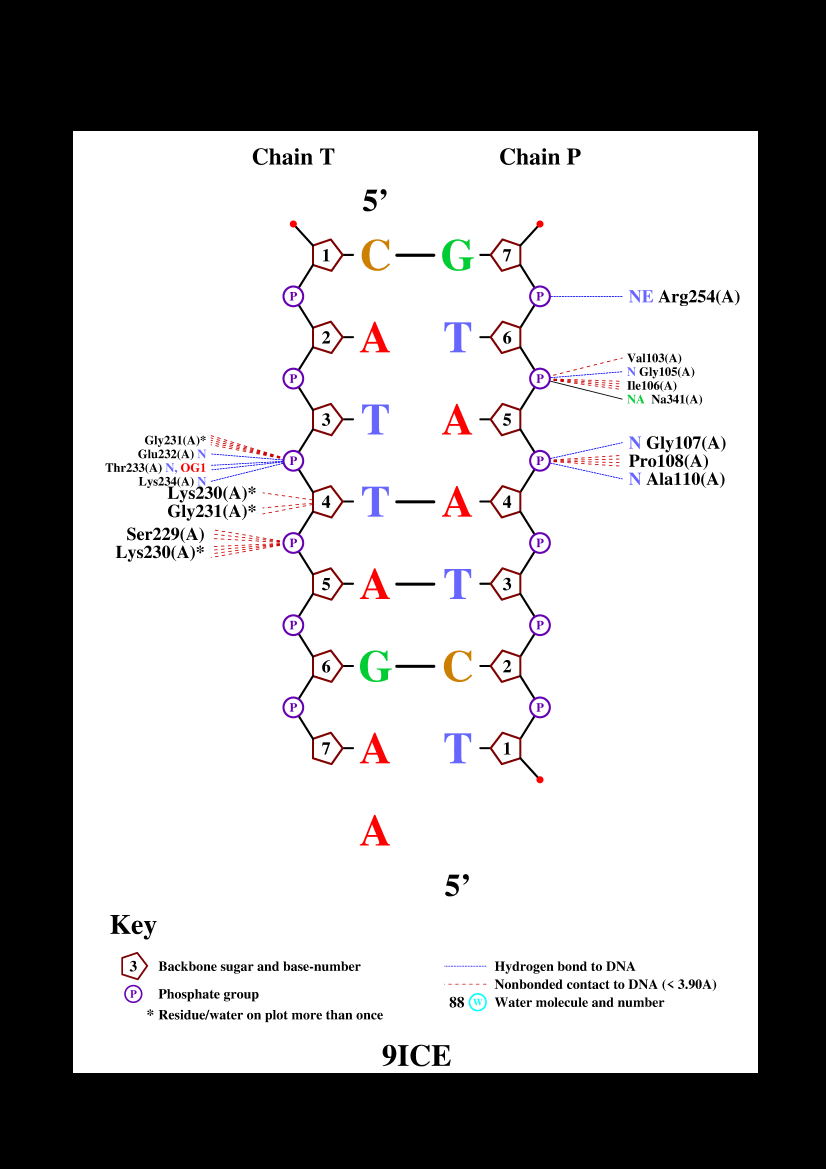 Chain T Chain P
5’
1 C G 7
P P NE Arg254(A)
2 A T 6
Val103(A)
P P N Gly105(A)
Ile106(A)
NA Na341(A)
3 T A 5
Gly231(A)*
Glu232(A) N
N Gly107(A)
Thr233(A) N, OG1 P P Pro108(A)
Lys234(A) N
N Ala110(A)
Lys230(A)*
4 T A 4
Gly231(A)*
Ser229(A)
P P
Lys230(A)*
5 A T 3
P P
6 G C 2
P P
7 A T 1
A
5’
Key
3 Backbone sugar and base-number
P Phosphate group
* Residue/water on plot more than once
Hydrogen bond to DNA
Nonbonded contact to DNA (< 3.90A)
88 W Water molecule and number
9ICE